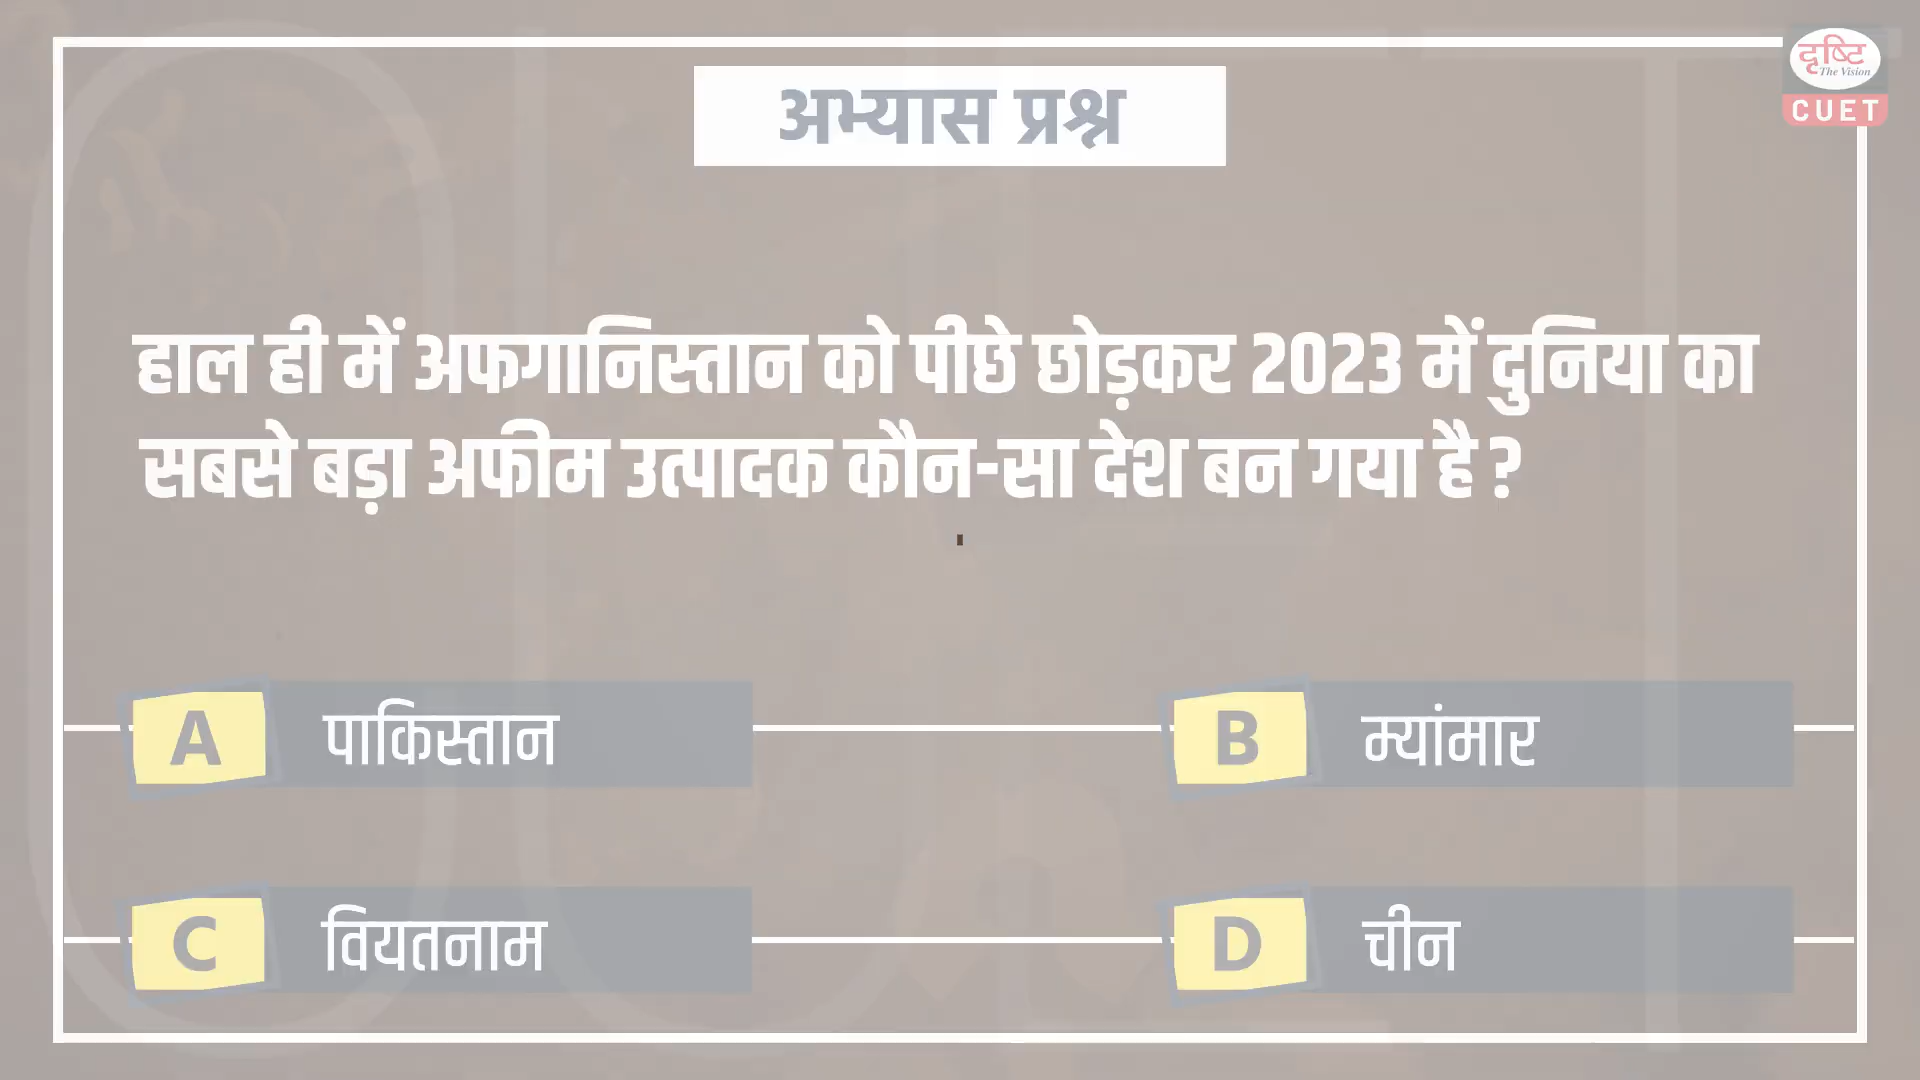 दृष्टि
The Vision
CUET
अभ्यास प्रश्न
हाल ही में अफगानिस्तान को पीछे छोड़कर 2023 में दुनिया का
सबसे बड़ा अफीम उत्पादक कौन-सा देश बन गया है ?
A पाकिस्तान
B म्यांमार
C वियतनाम
D चीन